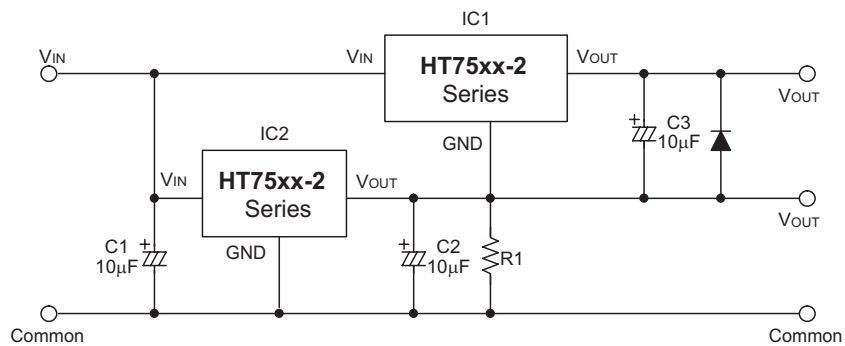 IC1
VIN
VIN
HT75xx-2
Series
VOUT
VOUT
GND
C3
10μF
IC2
VIN
HT75xx-2
Series
VOUT
VOUT
GND
C1
10μF
C2
10μF
R1
Common
Common